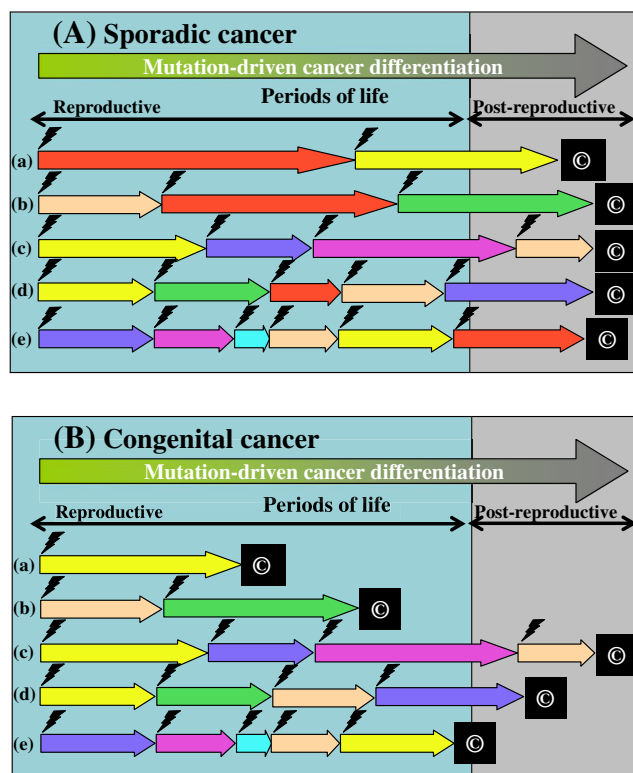 (A) Sporadic cancer
Mutation-driven cancer differentiation
Periods of life
Reproductive
Post-reproductive
(a)
©
(b)
©
(c)
©
(d)
©
(e)
©
(B) Congenital cancer
Mutation-driven cancer differentiation
Periods of life
Reproductive
Post-reproductive
(a)
©
(b)
©
(c)
©
(d)
©
(e)
©